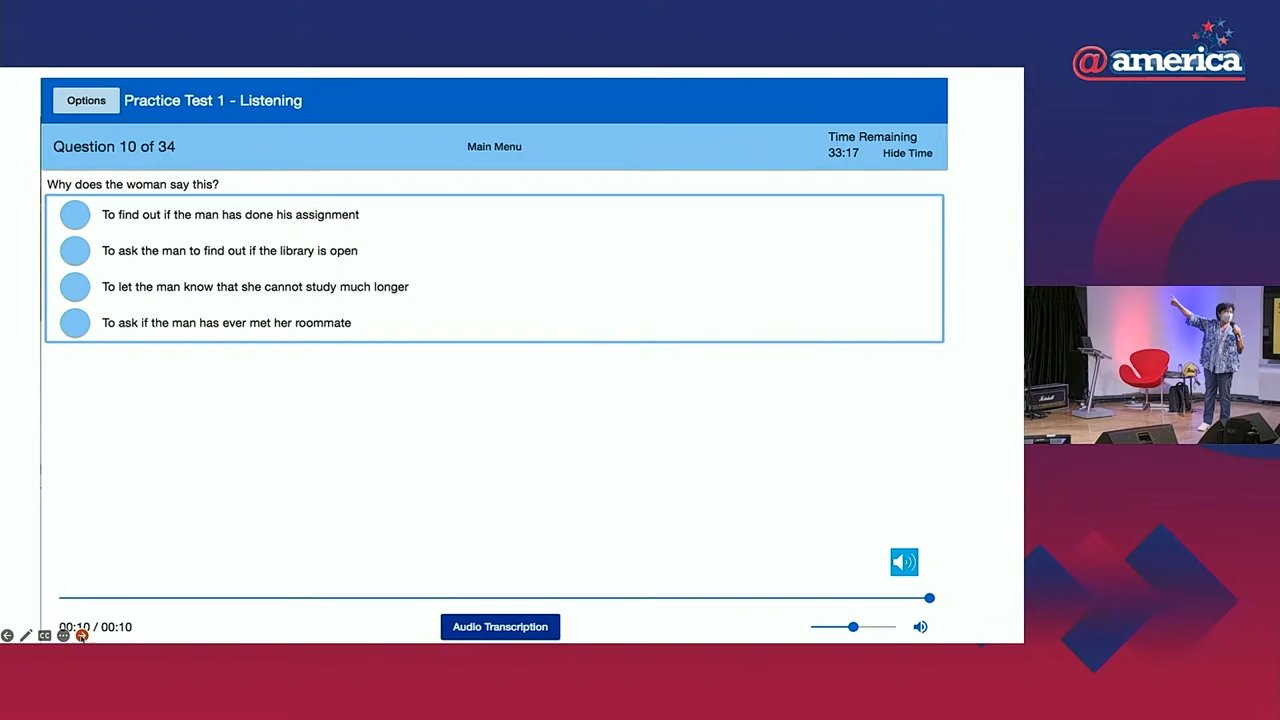 @america
Options
Practice Test 1 - Listening
Question 10 of 34
Main Menu
Time Remaining
33:17
Hide Time
Why does the woman say this?
To find out if the man has done his assignment
To ask the man to find out if the library is open
To let the man know that she cannot study much longer
To ask if the man has ever met her roommate
00:10 / 00:10
Audio Transcription
CC